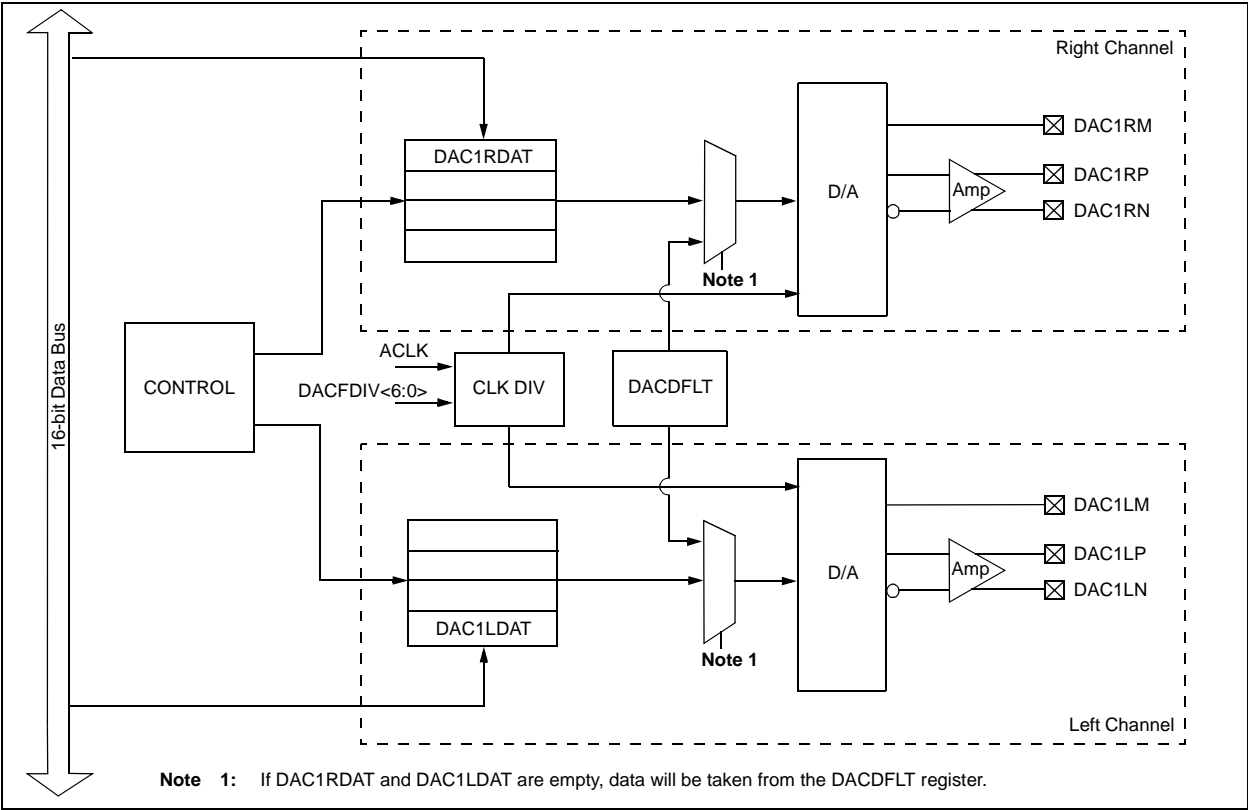 Right Channel
DAC1RDAT
D/A
DAC1RM
DAC1RP
Amp
DAC1RN
Note 1
16-bit Data Bus
CONTROL
ACLK
DACFDIV<6:0>
CLK DIV
DACDFLT
DAC1LM
DAC1LP
D/A
Amp
DAC1LN
DAC1LDAT
Note 1
Left Channel
Note 1: If DAC1RDAT and DAC1LDAT are empty, data will be taken from the DACDFLT register.